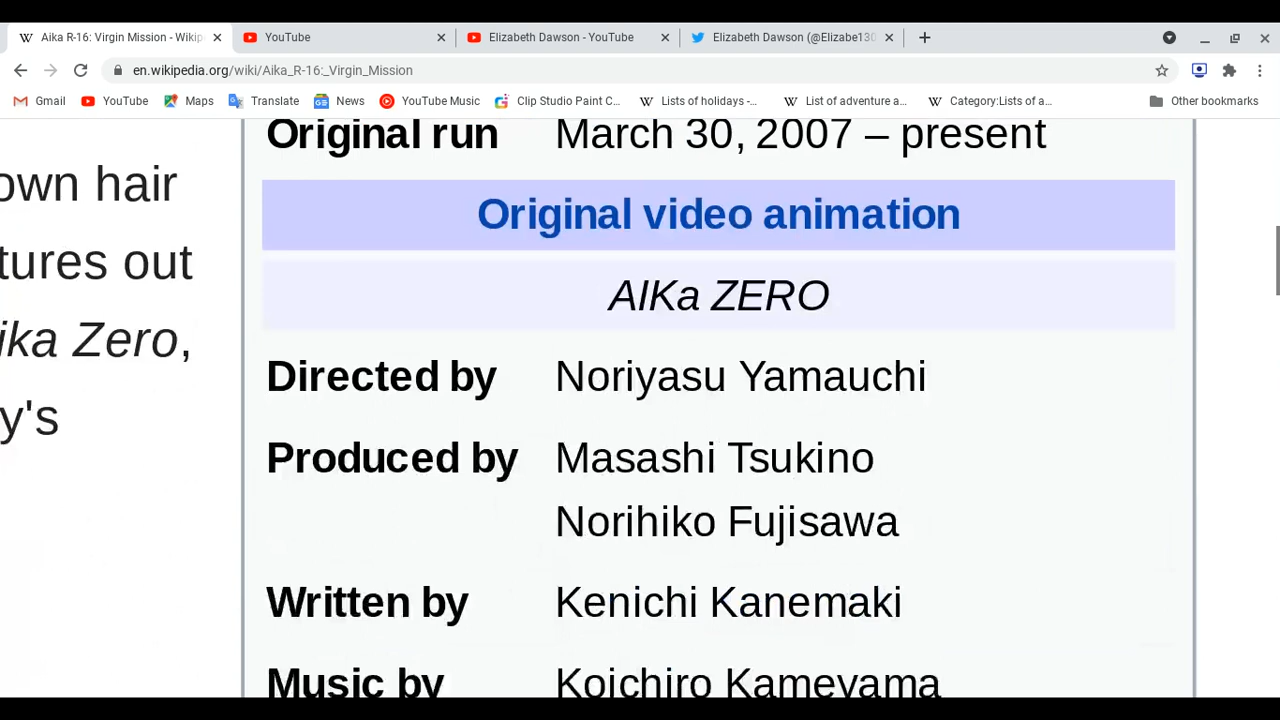 Aika R-16: Virgin Mission - Wikip
YouTube
Elizabeth Dawson - YouTube
Elizabeth Dawson (@Elizabe130
en.wikipedia.org/wiki/Aika_R-16:_Virgin_Mission
Gmail
YouTube
Maps
Translate
News
YouTube Music
Clip Studio Paint C...
Lists of holidays -...
List of adventure a...
Category:Lists of a...
Other bookmarks
Original run March 30, 2007 – present
own hair
Original video animation
tures out
AIKa ZERO
ika Zero,
Directed by Noriyasu Yamauchi
y's
Produced by Masashi Tsukino
Norihiko Fujisawa
Written by Kenichi Kanemaki
Music by Koichiro Kameyama